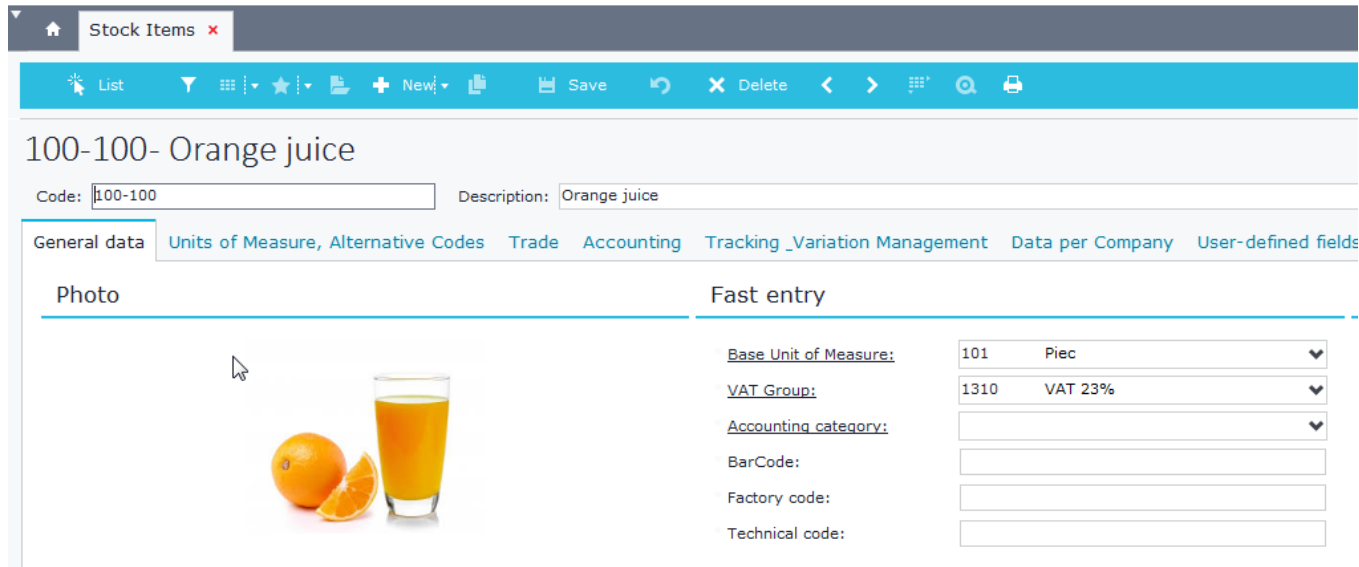 Stock Items ×
List New Save Delete
100-100- Orange juice
Code: 100-100 Description: Orange juice
General data Units of Measure, Alternative Codes Trade Accounting Tracking _Variation Management Data per Company User-defined fields
Photo Fast entry
Base Unit of Measure: 101 Piec
VAT Group: 1310 VAT 23%
Accounting category:
BarCode:
Factory code:
Technical code: